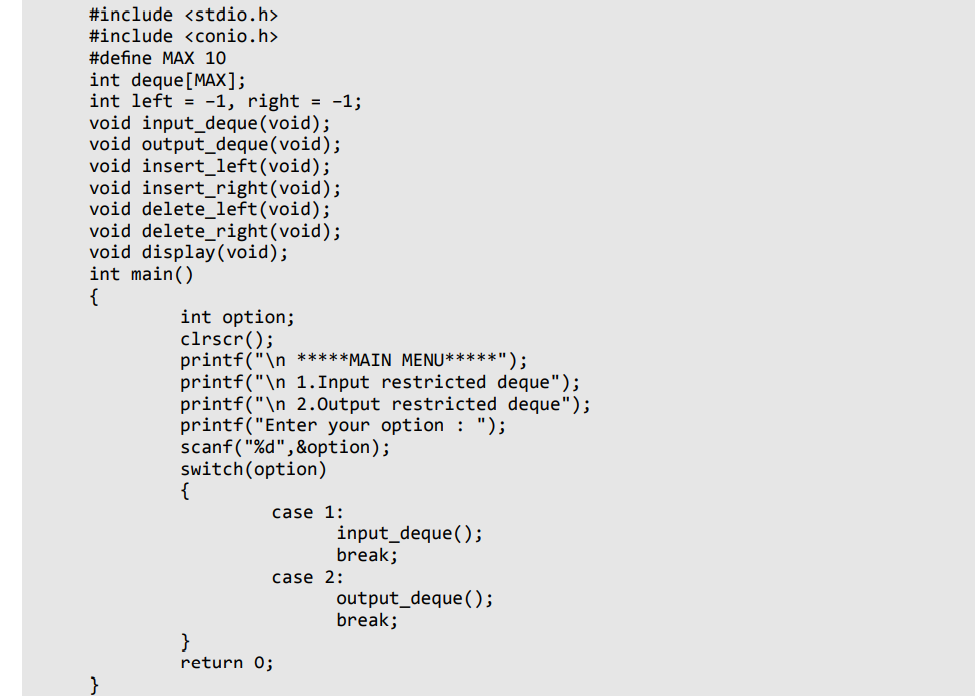 #include <stdio.h>
#include <conio.h>
#define MAX 10
int deque[MAX];
int left = –1, right = –1;
void input_deque(void);
void output_deque(void);
void insert_left(void);
void insert_right(void);
void delete_left(void);
void delete_right(void);
void display(void);
int main()
{
int option;
clrscr();
printf("\n *****MAIN MENU*****");
printf("\n 1.Input restricted deque");
printf("\n 2.Output restricted deque");
printf("Enter your option : ");
scanf("%d",&option);
switch(option)
{
case 1:
input_deque();
break;
case 2:
output_deque();
break;
}
return 0;
}